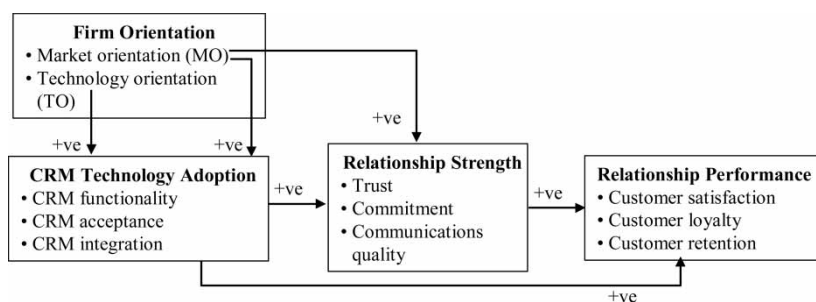 Firm Orientation
• Market orientation (MO)
• Technology orientation
(TO)
+ve
+ve
+ve
CRM Technology Adoption
• CRM functionality
• CRM acceptance
• CRM integration
+ve
Relationship Strength
• Trust
• Commitment
• Communications
quality
+ve
Relationship Performance
• Customer satisfaction
• Customer loyalty
• Customer retention
+ve